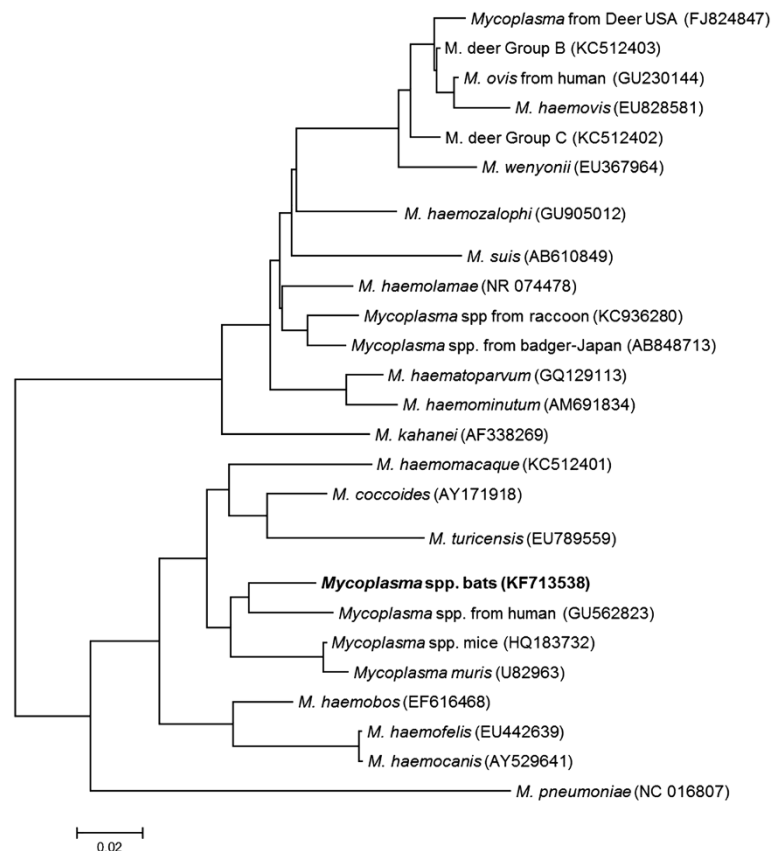 Mycoplasma from Deer USA (FJ824847)
M. deer Group B (KC512403)
M. ovis from human (GU230144)
M. haemovis (EU828581)
M. deer Group C (KC512402)
M. wenyonii (EU367964)
M. haemozalophi (GU905012)
M. suis (AB610849)
M. haemolamae (NR 074478)
Mycoplasma spp from raccoon (KC936280)
Mycoplasma spp. from badger-Japan (AB848713)
M. haematoparvum (GQ129113)
M. haemominutum (AM691834)
M. kahanei (AF338269)
M. haemomacaque (KC512401)
M. coccoides (AY171918)
M. turicensis (EU789559)
Mycoplasma spp. bats (KF713538)
Mycoplasma spp. from human (GU562823)
Mycoplasma spp. mice (HQ183732)
Mycoplasma muris (U82963)
M. haemobos (EF616468)
M. haemofelis (EU442639)
M. haemocanis (AY529641)
M. pneumoniae (NC 016807)
0.02